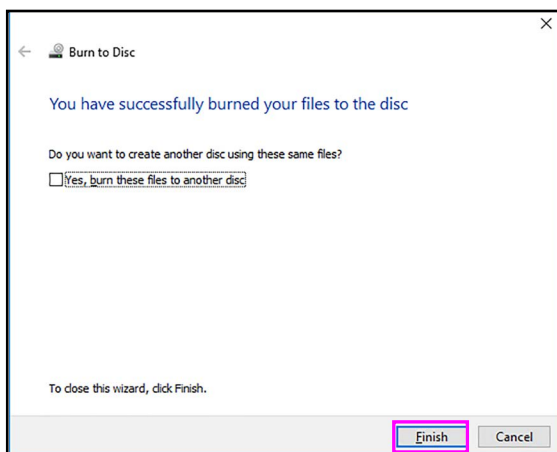 Burn to Disc
You have successfully burned your files to the disc
Do you want to create another disc using these same files?
Yes, burn these files to another disc
To close this wizard, click Finish.
Finish Cancel